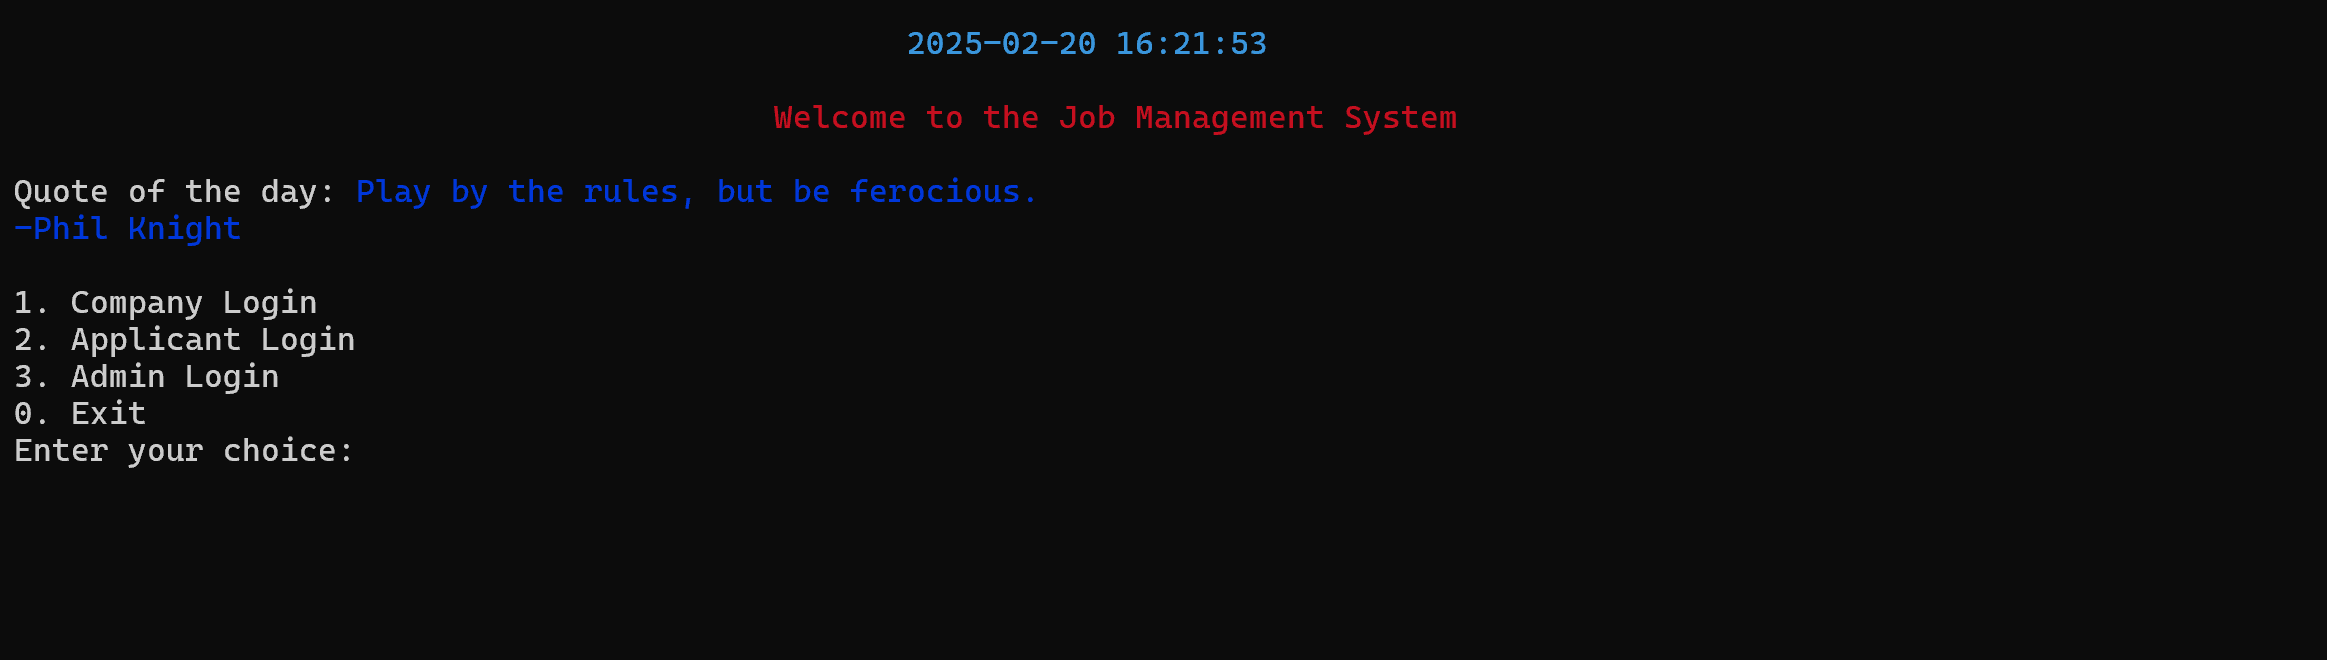 2025-02-20 16:21:53
Welcome to the Job Management System
Quote of the day: Play by the rules, but be ferocious.
-Phil Knight
1. Company Login
2. Applicant Login
3. Admin Login
0. Exit
Enter your choice: